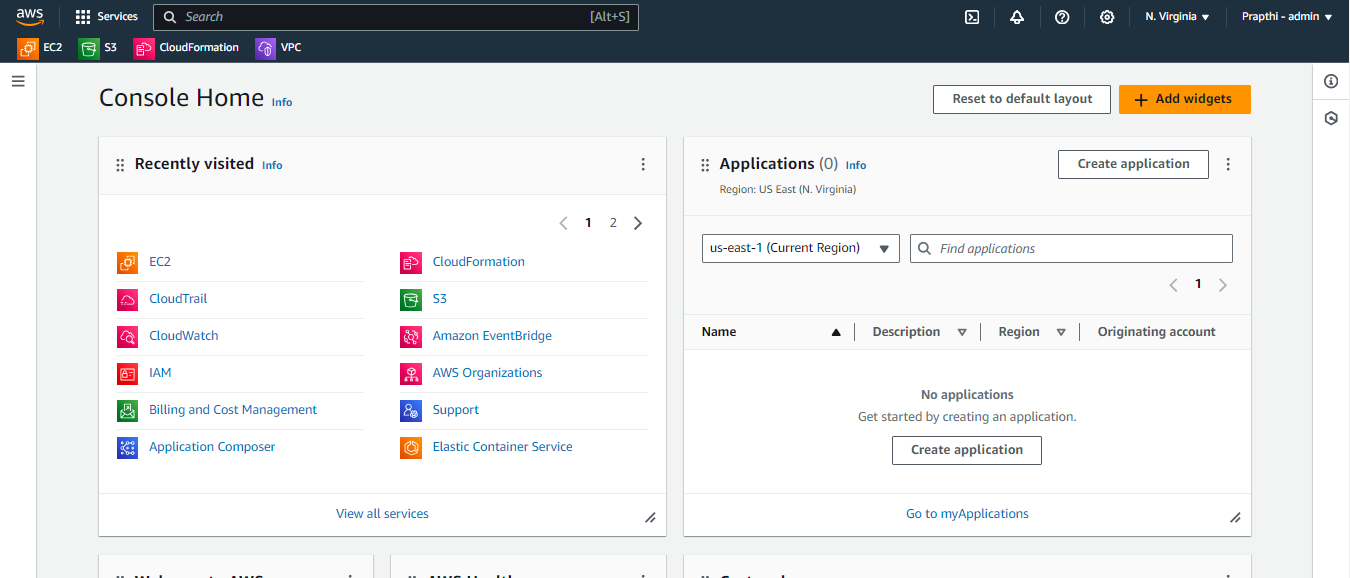 aws
Services
Search
[Alt+S]
N. Virginia
Prapthi - admin
EC2
S3
CloudFormation
VPC
Console Home
Info
Reset to default layout
Add widgets
Recently visited
Info
1
2
EC2
CloudFormation
CloudTrail
S3
CloudWatch
Amazon EventBridge
IAM
AWS Organizations
Billing and Cost Management
Support
Application Composer
Elastic Container Service
View all services
Applications (0)
Info
Region: US East (N. Virginia)
Create application
us-east-1 (Current Region)
Find applications
1
Name
Description
Region
Originating account
No applications
Get started by creating an application.
Create application
Go to myApplications